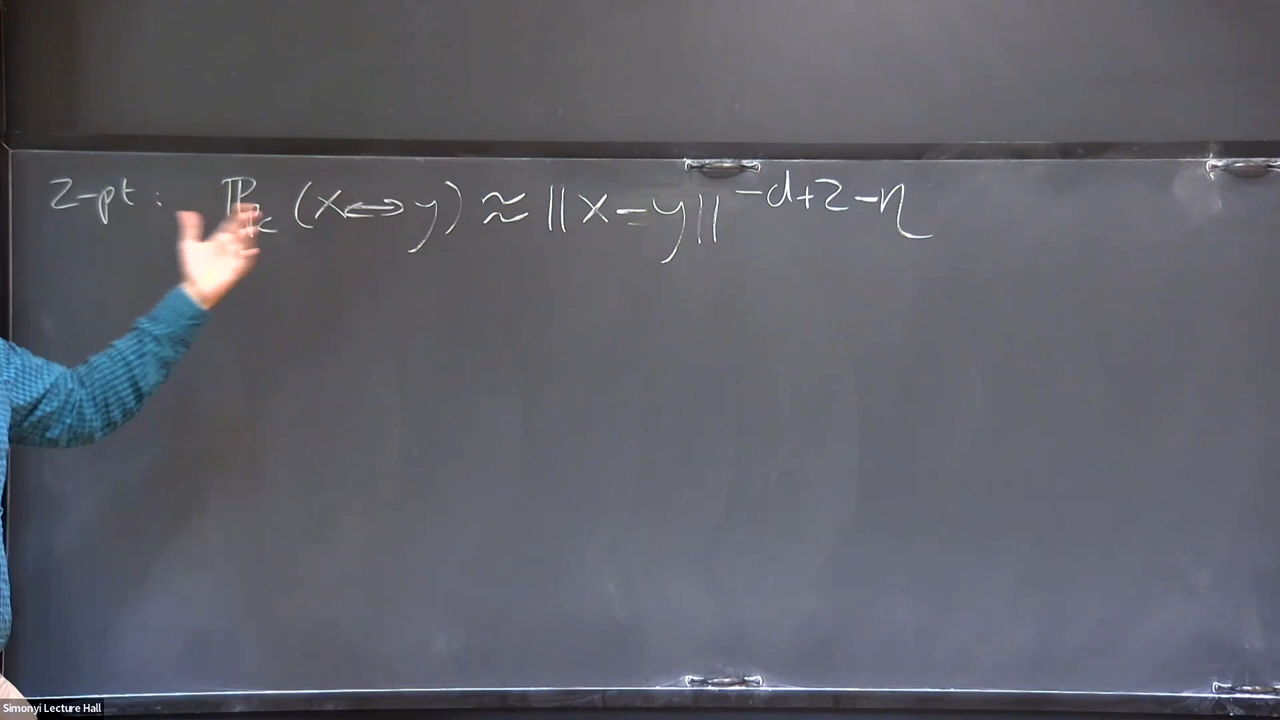 2-pt: ℙ_{p_c}(x↔y) ≈ ||x-y||^{-d+2-η}
Simonyi Lecture Hall